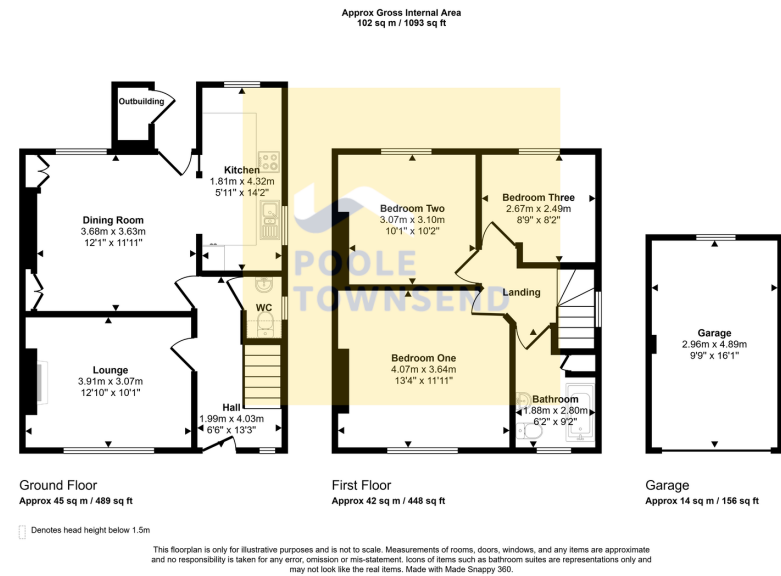 Approx Gross Internal Area
102 sq m / 1093 sq ft
Outbuilding
Kitchen
1.81m x 4.32m
5'11" x 14'2"
Dining Room
3.68m x 3.63m
12'1" x 11'11"
WC
Lounge
3.91m x 3.07m
12'10" x 10'1"
Hall
1.99m x 4.03m
6'6" x 13'3"
Bedroom Two
3.07m x 3.10m
10'1" x 10'2"
Bedroom Three
2.67m x 2.49m
8'9" x 8'2"
POOLE
TOWNSEND
Landing
Bedroom One
4.07m x 3.64m
13'4" x 11'11"
Bathroom
1.88m x 2.80m
6'2" x 9'2"
Garage
2.96m x 4.89m
9'9" x 16'1"
Ground Floor
Approx 45 sq m / 489 sq ft
First Floor
Approx 42 sq m / 448 sq ft
Garage
Approx 14 sq m / 156 sq ft
Denotes head height below 1.5m
This floorplan is only for illustrative purposes and is not to scale. Measurements of rooms, doors, windows, and any items are approximate
and no responsibility is taken for any error, omission or mis-statement. Icons of items such as bathroom suites are representations only and
may not look like the real items. Made with Made Snappy 360.